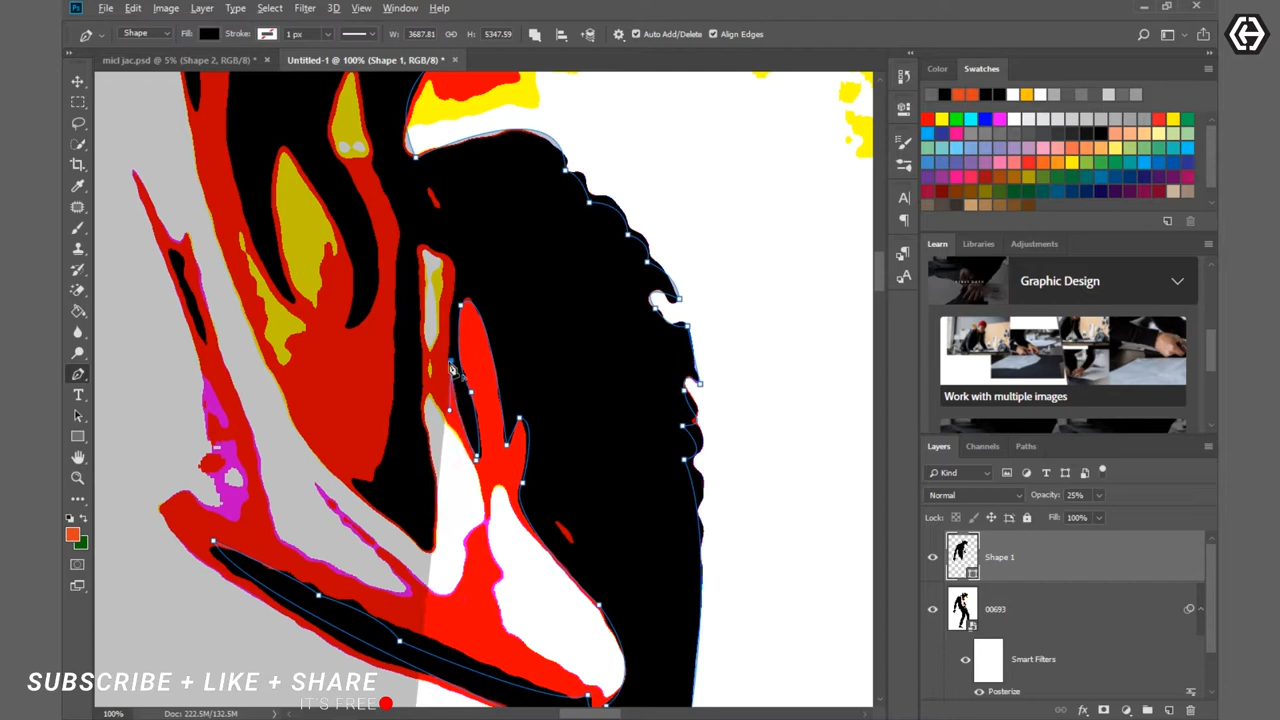 Ps File Edit Image Layer Type Select Filter 3D View Window Help
Shape Fill: Stroke: 1 px W: 3687.81 H: 5347.59 Auto Add/Delete Align Edges
micl jac.psd @ 5% (Shape 2, RGB/8) * × Untitled-1 @ 100% (Shape 1, RGB/8) * ×
Color Swatches
Learn Libraries Adjustments
Graphic Design
Work with multiple images
Layers Channels Paths
Kind
Normal Opacity: 25%
Lock: Fill: 100%
Shape 1
00693
Smart Filters
Posterize
SUBSCRIBE + LIKE + SHARE
IT'S FREE
100% Doc: 222.5M/132.5M